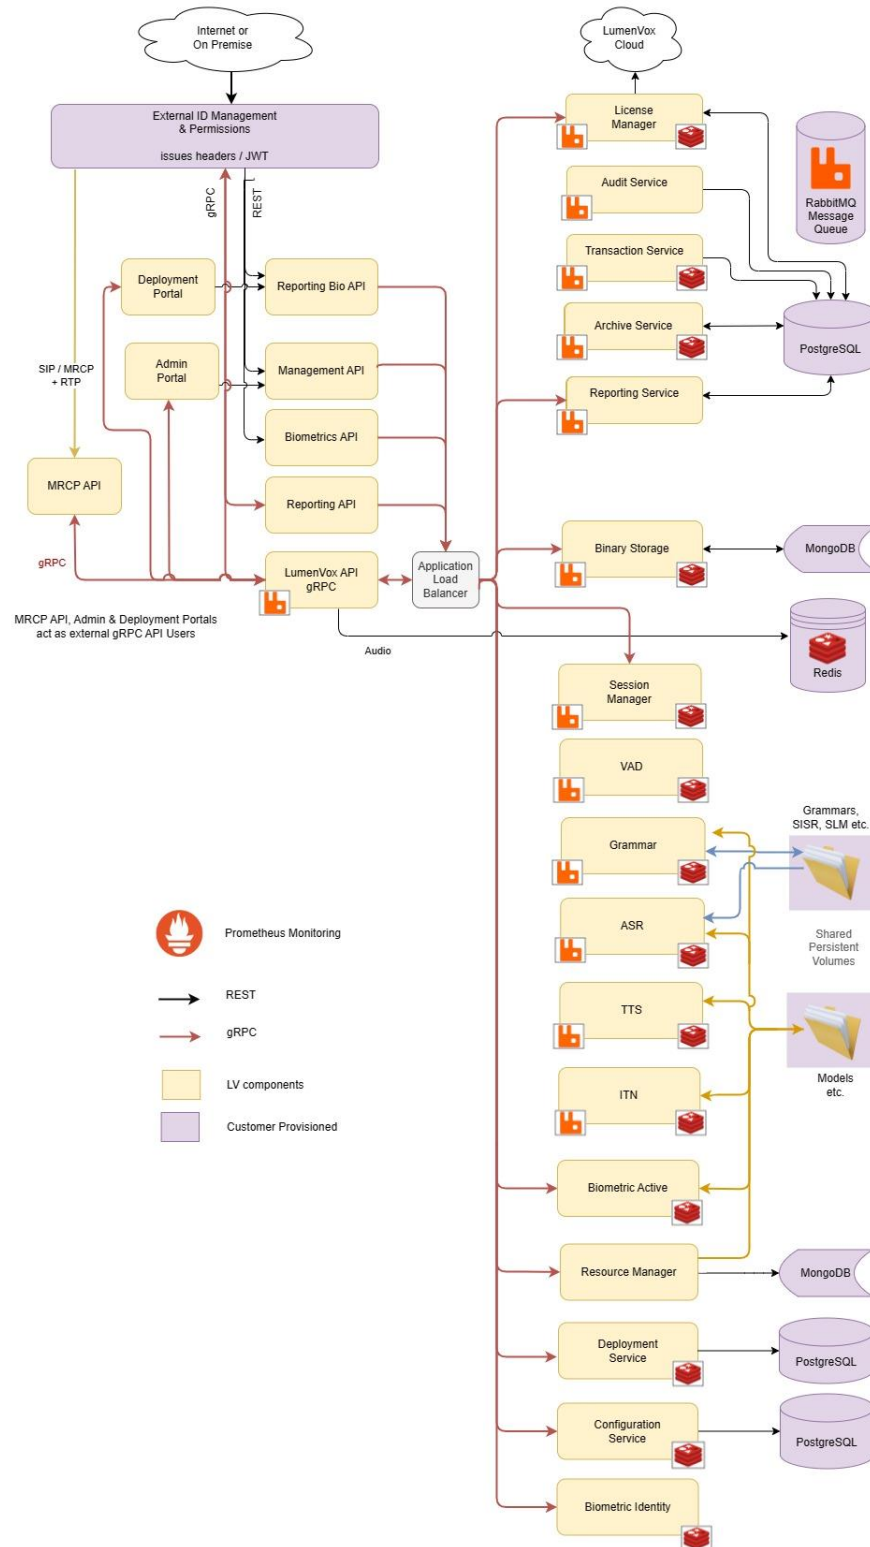 Internet or
On Premise
LumenVox
Cloud
External ID Management
& Permissions
issues headers / JWT
License
Manager
Audit Service
RabbitMQ
Message
Queue
gRPC
REST
Transaction Service
Deployment
Portal
Reporting Bio API
Archive Service
PostgreSQL
SIP / MRCP
+ RTP
Admin
Portal
Management API
Reporting Service
Biometrics API
MRCP API
Reporting API
gRPC
LumenVox API
gRPC
Application
Load
Balancer
Binary Storage
MongoDB
MRCP API, Admin & Deployment Portals
act as external gRPC API Users
Audio
Redis
Session
Manager
VAD
Grammars,
SISR, SLM etc.
Grammar
ASR
Shared
Persistent
Volumes
Prometheus Monitoring
REST
TTS
gRPC
Models
etc.
LV components
ITN
Customer Provisioned
Biometric Active
Resource Manager
MongoDB
Deployment
Service
PostgreSQL
Configuration
Service
PostgreSQL
Biometric Identity